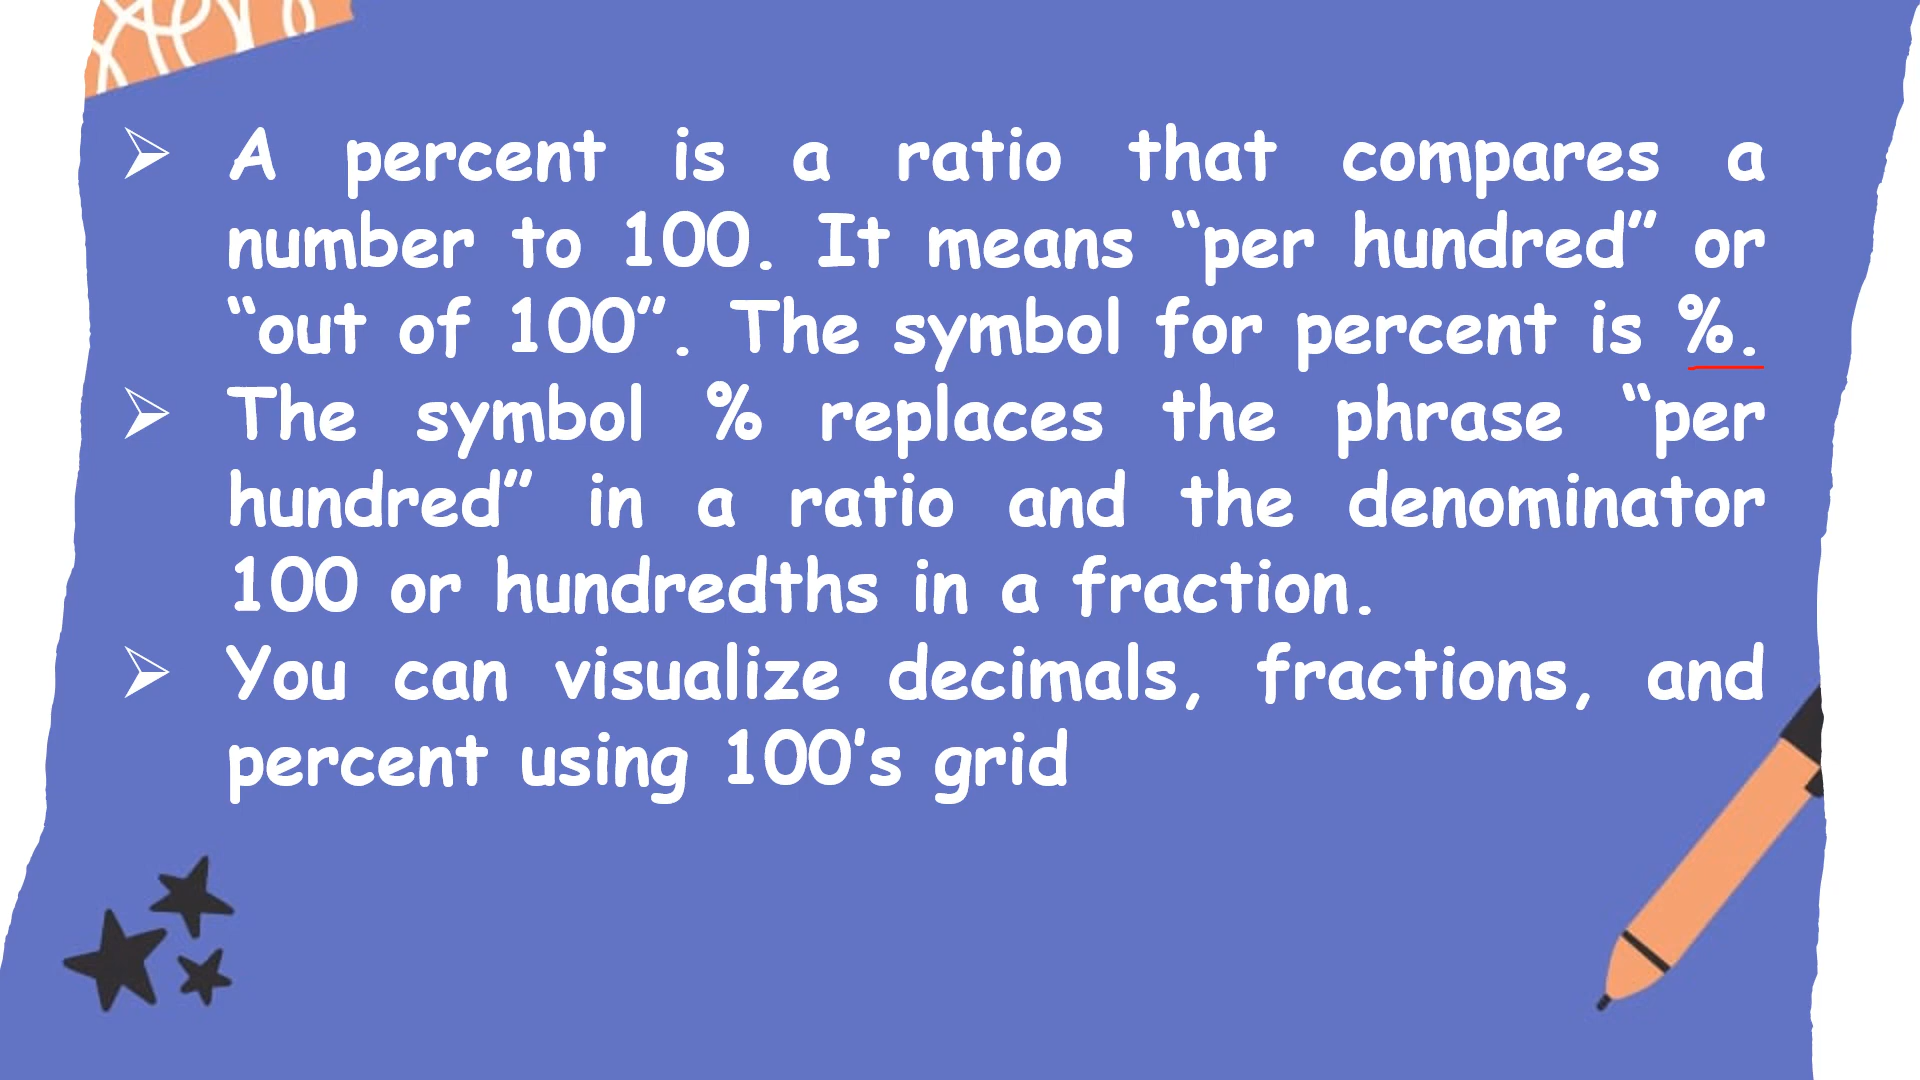 ➢ A percent is a ratio that compares a
number to 100. It means “per hundred” or
“out of 100”. The symbol for percent is %.
➢ The symbol % replaces the phrase “per
hundred” in a ratio and the denominator
100 or hundredths in a fraction.
➢ You can visualize decimals, fractions, and
percent using 100’s grid